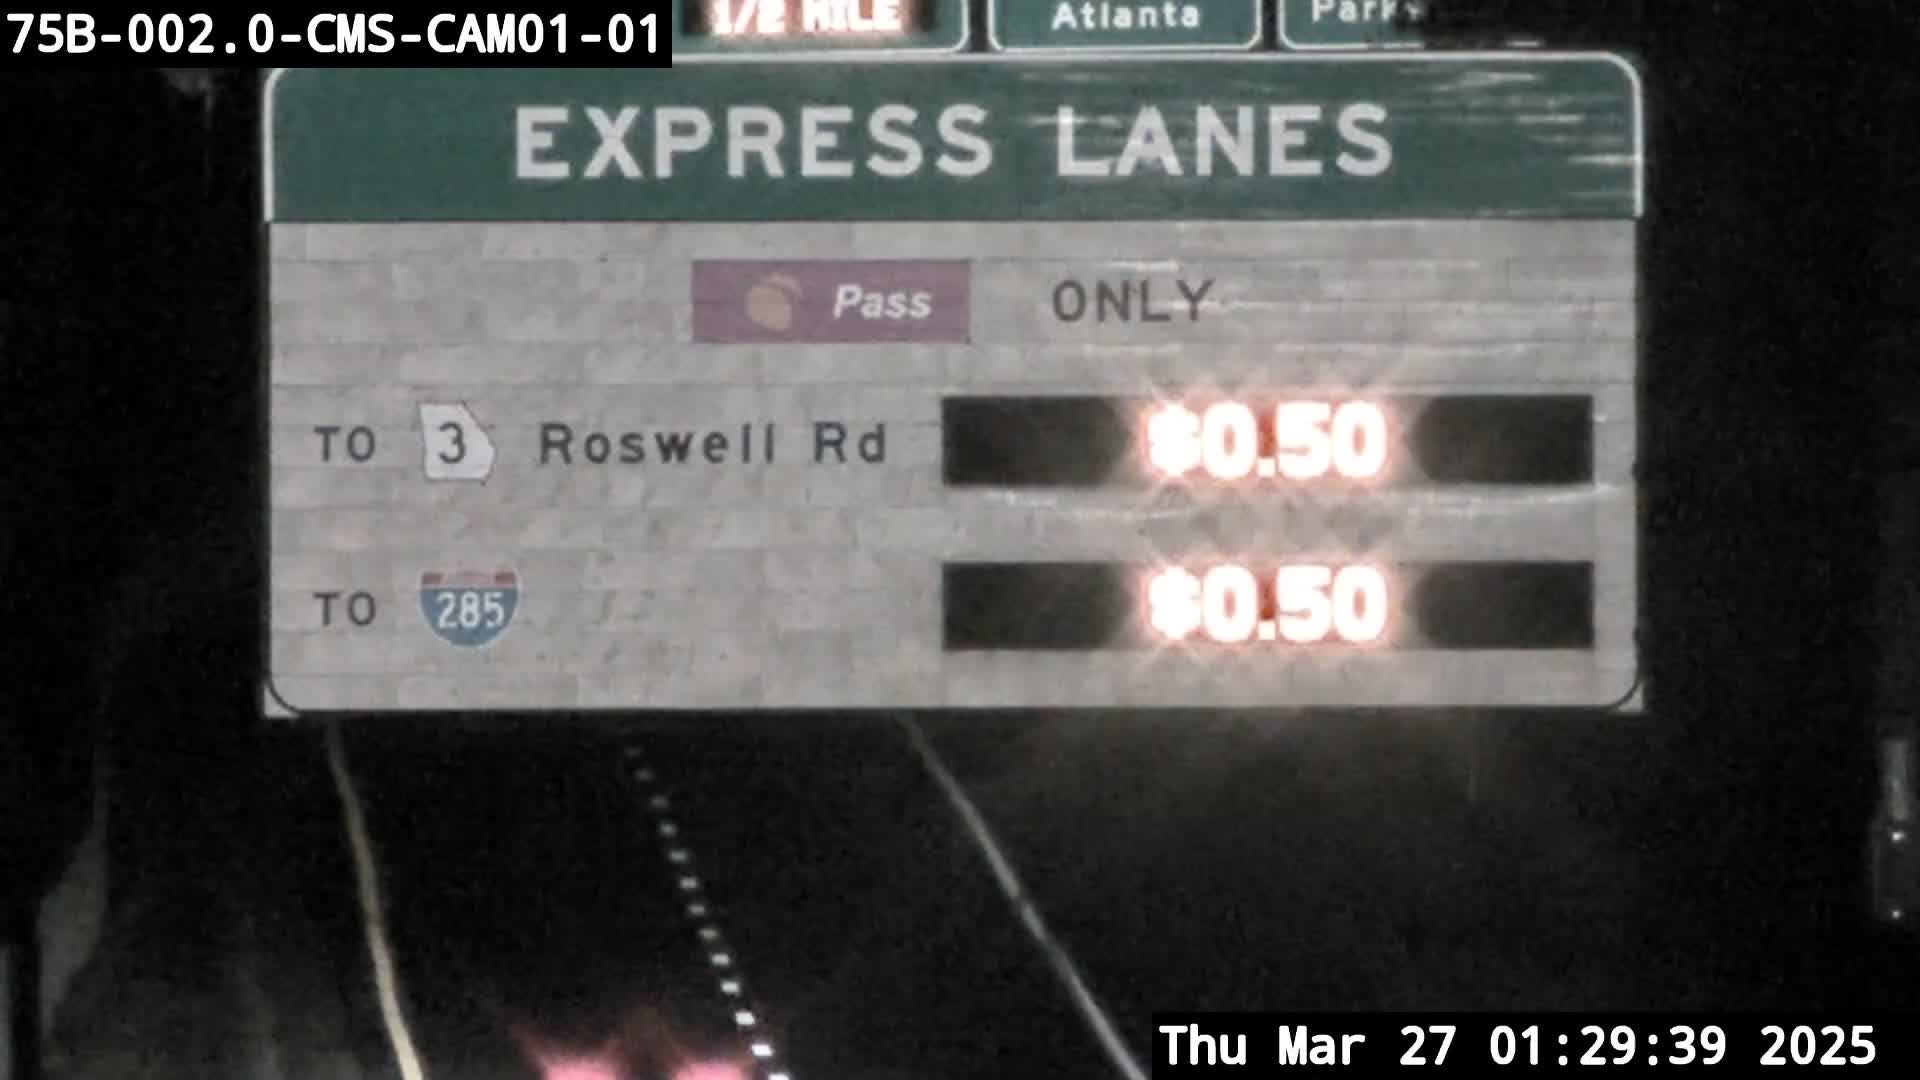 75B-002.0-CMS-CAM01-01
1/2 MILE
Atlanta
EXPRESS LANES
Pass ONLY
TO 3 Roswell Rd $0.50
TO 285 $0.50
Thu Mar 27 01:29:39 2025